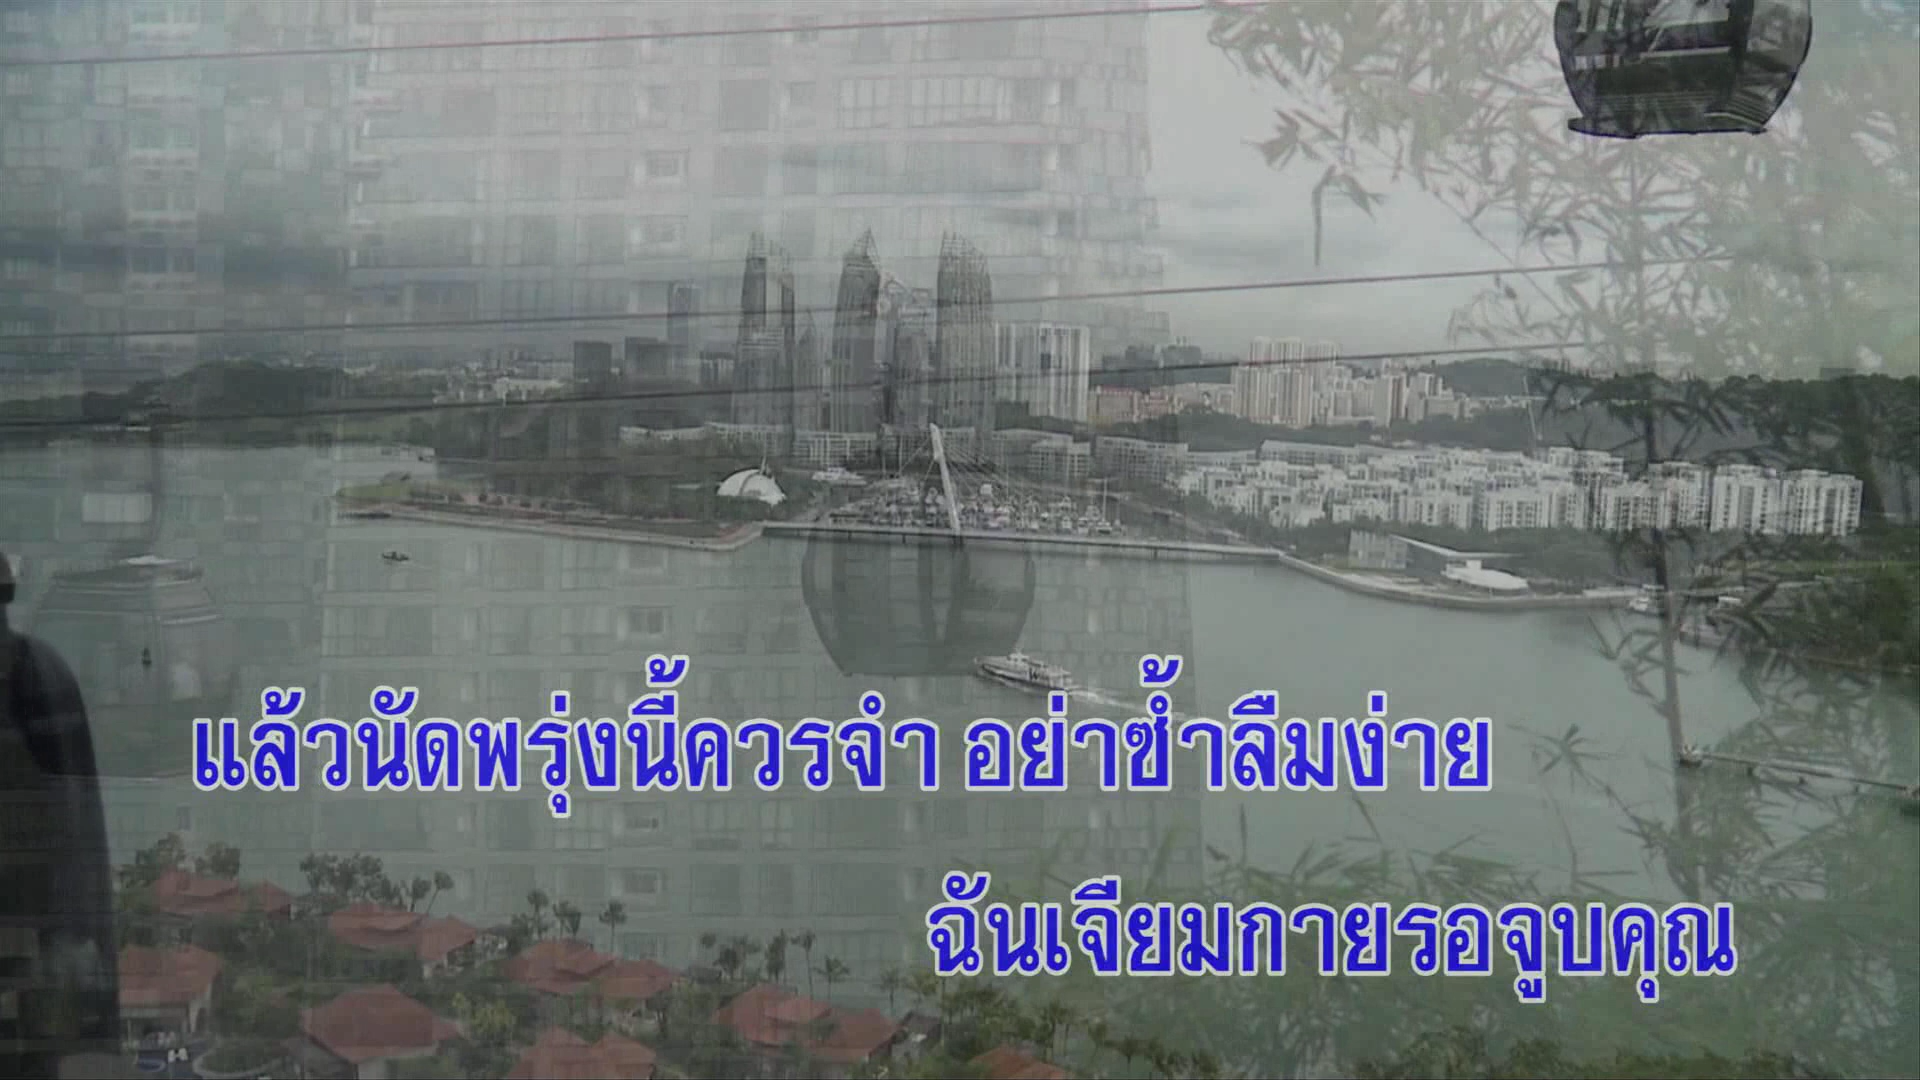 แล้วนัดพรุ่งนี้ควรจำ อย่าซ้ำลืมง่าย
ฉันเจียมกายรอจูบคุณ